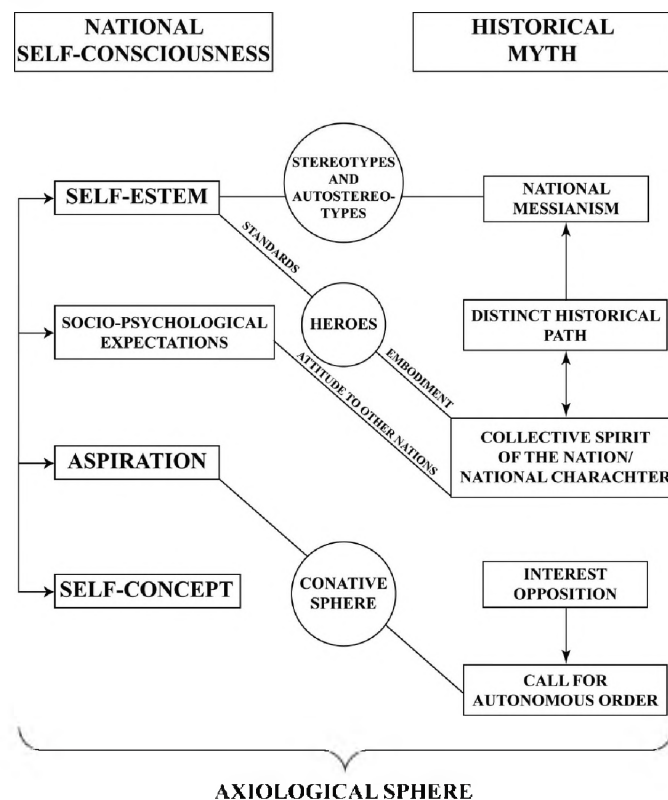 NATIONAL
SELF-CONSCIOUSNESS
HISTORICAL
MYTH
STEREOTYPES
AND
AUTOSTEREO-
TYPES
SELF-ESTEM
NATIONAL
MESSIANISM
STANDARDS
HEROES
SOCIO-PSYCHOLOGICAL
EXPECTATIONS
DISTINCT HISTORICAL
PATH
EMBODIMENT
ATTITUDE TO OTHER NATIONS
COLLECTIVE SPIRIT
OF THE NATION/
NATIONAL CHARACHTER
ASPIRATION
CONATIVE
SPHERE
SELF-CONCEPT
INTEREST
OPPOSITION
CALL FOR
AUTONOMOUS ORDER
AXIOLOGICAL SPHERE